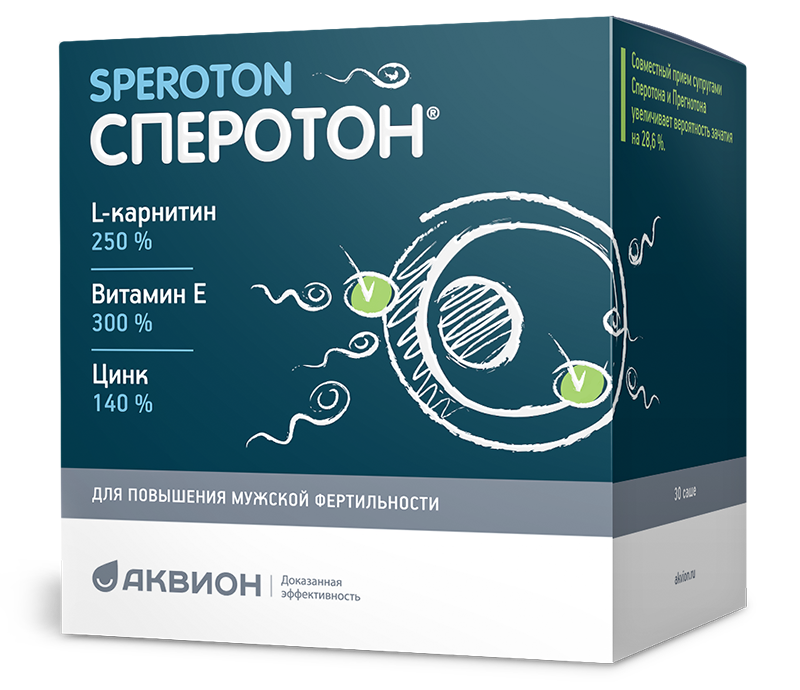 SPEROTON
СПЕРОТОН®
L-карнитин
250 %
Витамин Е
300 %
Цинк
140 %
ДЛЯ ПОВЫШЕНИЯ МУЖСКОЙ ФЕРТИЛЬНОСТИ
АКВИОН
Доказанная
эффективность
Совместный прием супругами
Сперотона и Прегнотона
увеличивает вероятность зачатия
на 28,6 %.
30 саше
akvion.ru